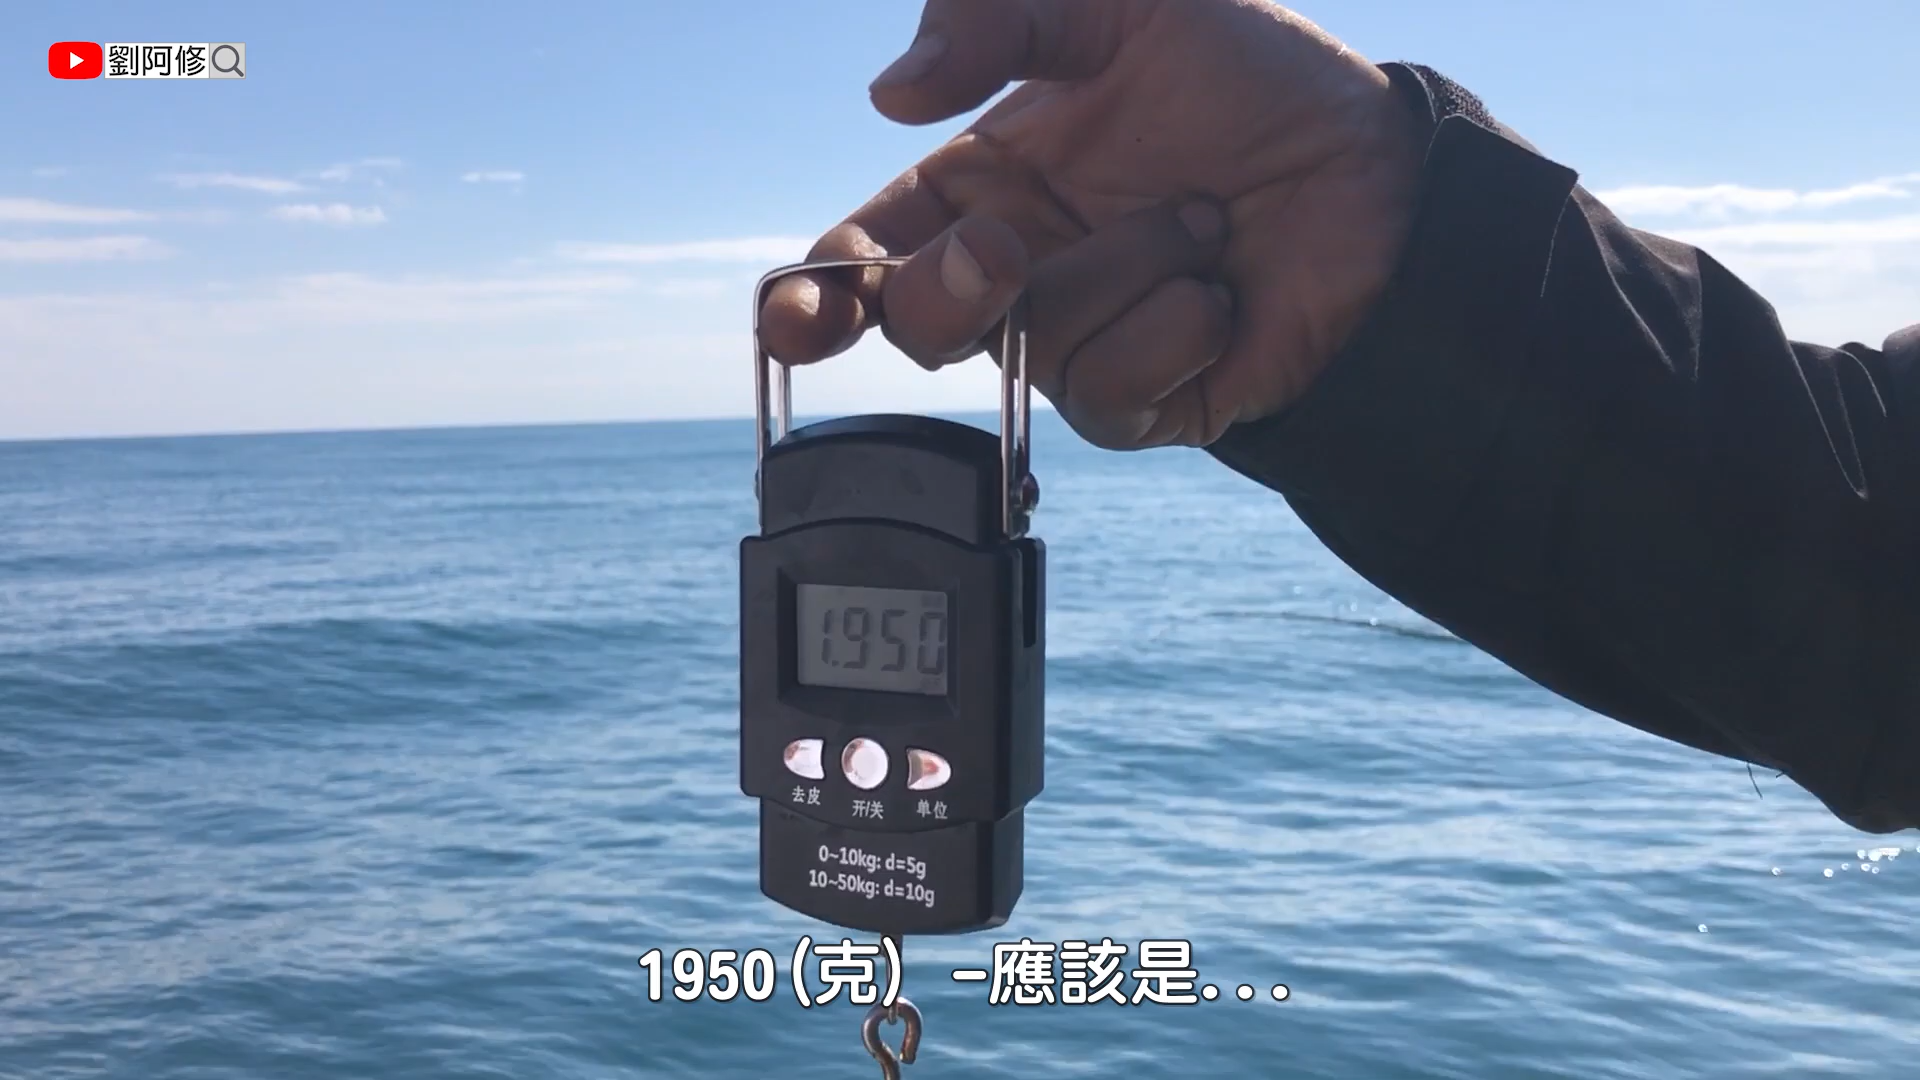 劉阿修
1.950
去皮 开/关 单位
0~10kg: d=5g
10~50kg: d=10g
1950(克) -應該是...